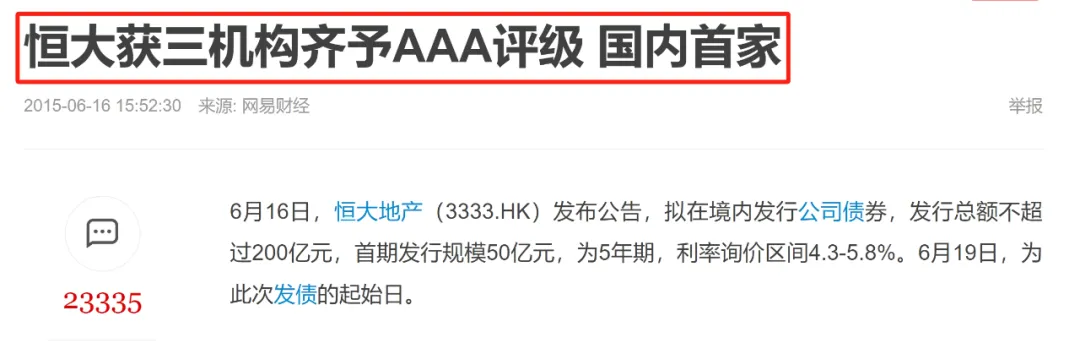 恒大获三机构齐予AAA评级 国内首家
2015-06-16 15:52:30 来源: 网易财经 举报
6月16日，恒大地产（3333.HK）发布公告，拟在境内发行公司债券，发行总额不超
过200亿元，首期发行规模50亿元，为5年期，利率询价区间4.3-5.8%。6月19日，为
此次发债的起始日。
23335